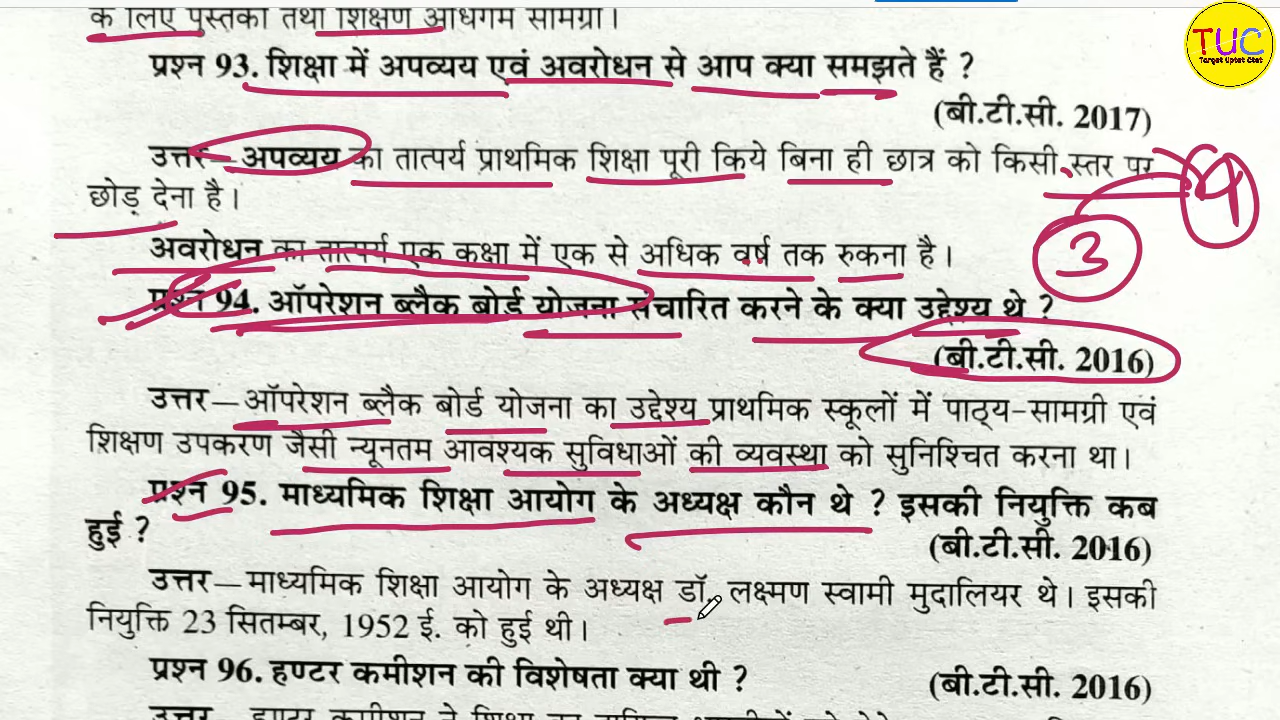 के लिए पुस्तकों तथा शिक्षण अधिगम सामग्री।
TUC
Target Uptet Ctet
प्रश्न 93. शिक्षा में अपव्यय एवं अवरोधन से आप क्या समझते हैं ?
(बी.टी.सी. 2017)
उत्तर—अपव्यय का तात्पर्य प्राथमिक शिक्षा पूरी किये बिना ही छात्र को किसी स्तर पर
छोड़ देना है।
4
अवरोधन का तात्पर्य एक कक्षा में एक से अधिक वर्ष तक रुकना है।
3
प्रश्न 94. ऑपरेशन ब्लैक बोर्ड योजना संचारित करने के क्या उद्देश्य थे ?
(बी.टी.सी. 2016)
उत्तर—ऑपरेशन ब्लैक बोर्ड योजना का उद्देश्य प्राथमिक स्कूलों में पाठ्य-सामग्री एवं
शिक्षण उपकरण जैसी न्यूनतम आवश्यक सुविधाओं की व्यवस्था को सुनिश्चित करना था।
प्रश्न 95. माध्यमिक शिक्षा आयोग के अध्यक्ष कौन थे ? इसकी नियुक्ति कब
हुई ?
(बी.टी.सी. 2016)
उत्तर—माध्यमिक शिक्षा आयोग के अध्यक्ष डॉ. लक्ष्मण स्वामी मुदालियर थे। इसकी
नियुक्ति 23 सितम्बर, 1952 ई. को हुई थी।
प्रश्न 96. हण्टर कमीशन की विशेषता क्या थी ?
(बी.टी.सी. 2016)